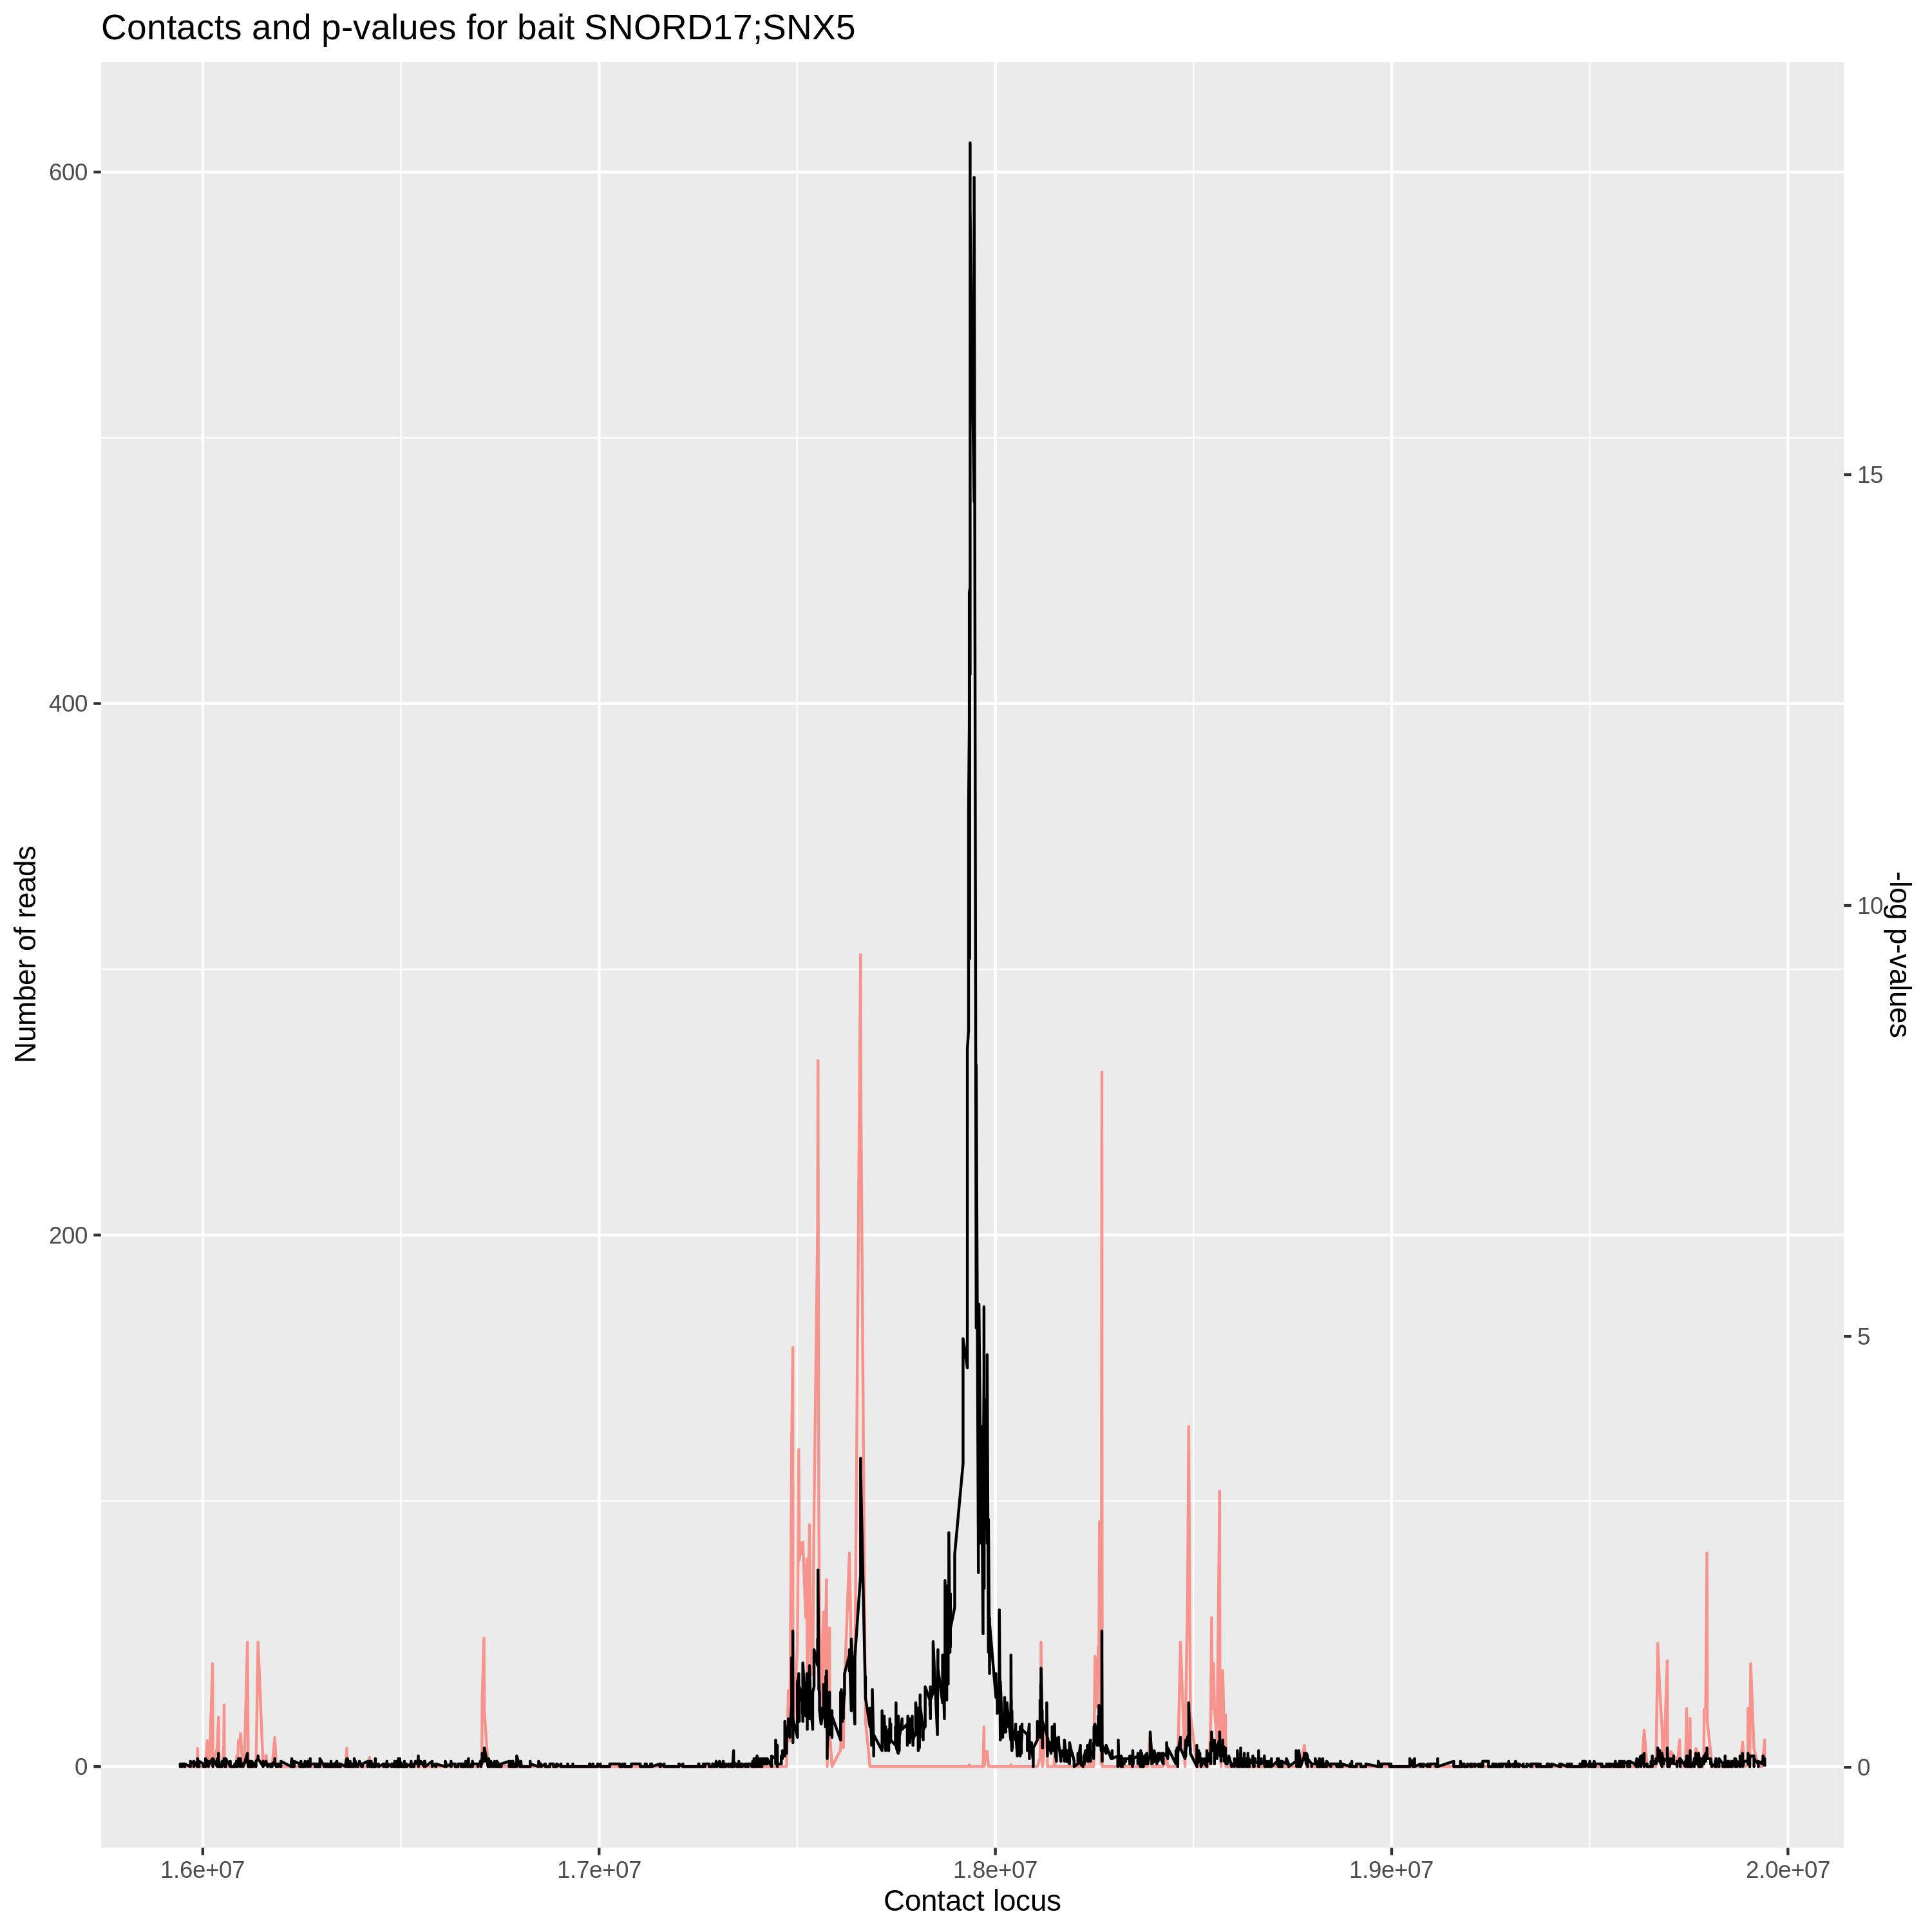 Contacts and p-values for bait SNORD17;SNX5
600
400
200
0
Number of reads
15
10
5
0
-log p-values
1.6e+07
1.7e+07
1.8e+07
1.9e+07
2.0e+07
Contact locus